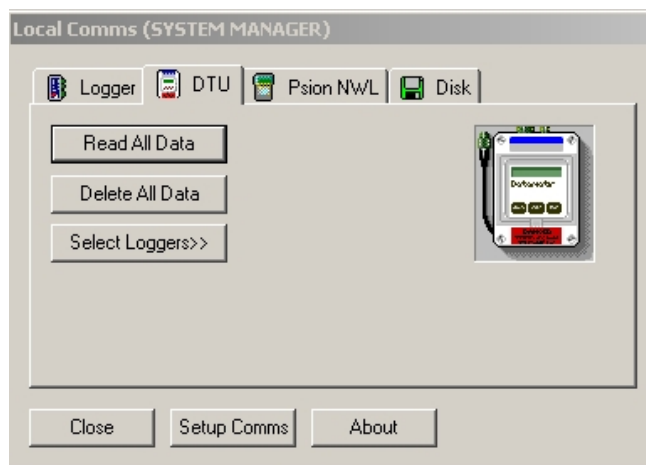 Local Comms (SYSTEM MANAGER)
Logger DTU Psion NWL Disk
Read All Data
Delete All Data
Select Loggers>>
Close Setup Comms About